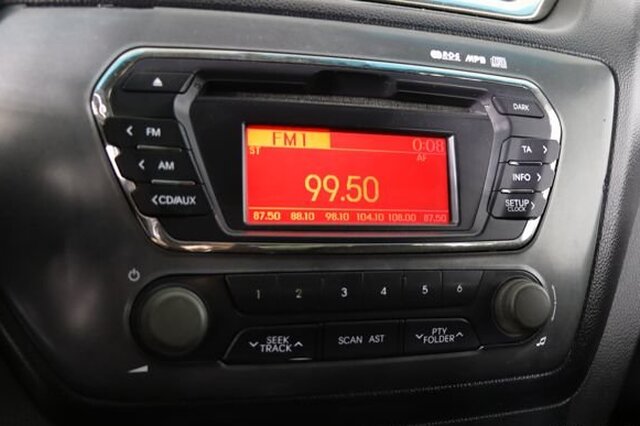 RDS MP3
DARK
FM
AM
CD/AUX
FM1
0:08
ST
AF
99.50
87.50 88.10 98.10 104.10 108.00 87.50
TA
INFO
SETUP
CLOCK
1 2 3 4 5 6
SEEK
TRACK
SCAN AST
PTY
FOLDER